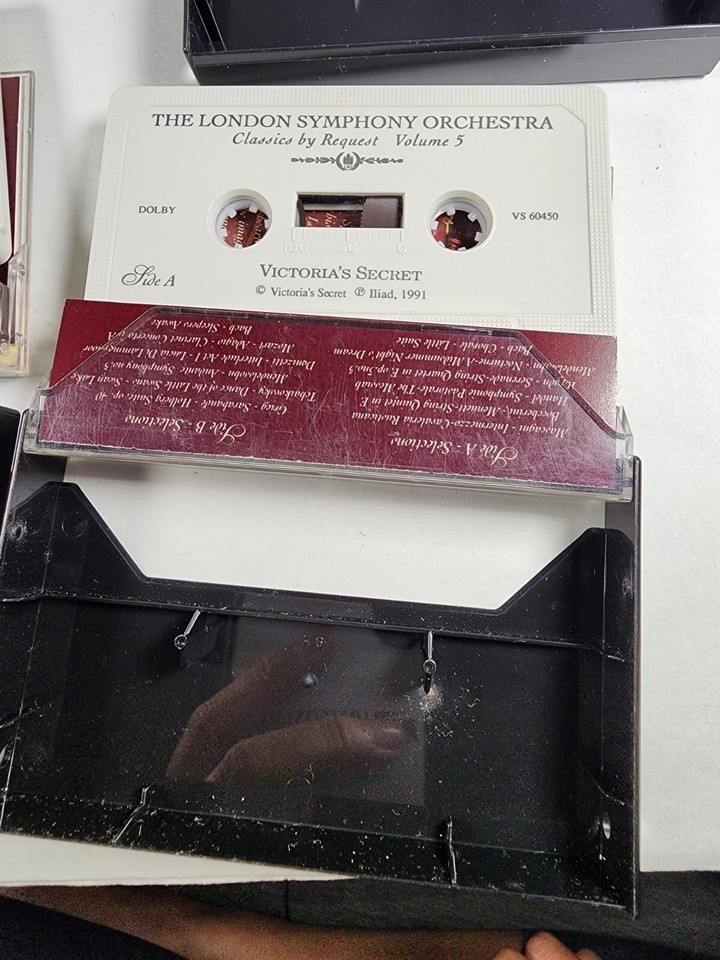 THE LONDON SYMPHONY ORCHESTRA
Classics by Request Volume 5
DOLBY
VS 60450
100 50 0
Side A
VICTORIA'S SECRET
© Victoria's Secret ℗ Iliad, 1991
Side A - Selections
Mascagni - Intermezzo-Cavaleria Rusticana
Boccherini - Menuett-String Quintet in E
Handel - Symphonie Pastorale-The Messiah
Haydn - Serenade-String Quartet in F op 3no.5
Mendelssohn - Nocturne-A Midsummer Night's Dream
Bach - Chorale - Little Suite
Side B - Selections
Grieg - Sarabande Holberg Suite op 40
Tchaikovsky - Dance of the Little Swans- Swan Lake
Mendelssohn - Andante Symphony no 5
Donizetti - Interlude Act 1 - Lucia Di Lammermoor
Mozart - Adagio - Clarinet Concerto in A
Bach - Sleepers Awake